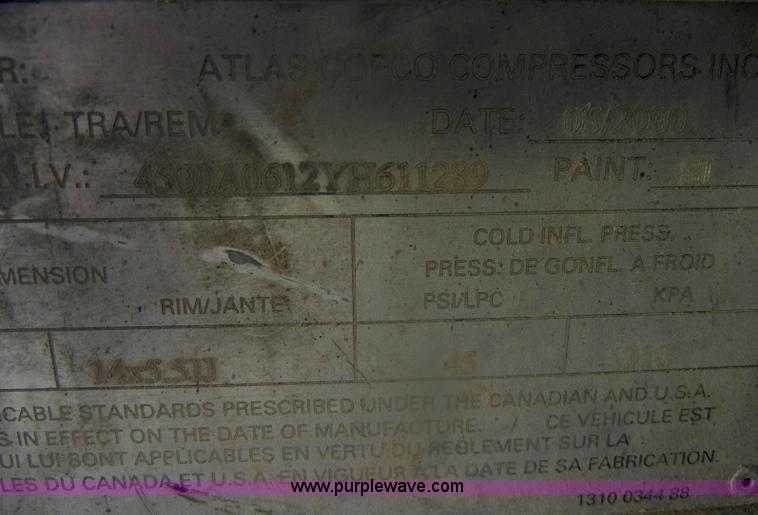 R: ATLAS COPCO COMPRESSORS INC
LE: TRA/REM. DATE:
N.I.V.: 4500A0612YH611289 PAINT:
COLD INFL. PRESS.
MENSION PRESS: DE GONFL. A FROID
RIM/JANTE PSI/LPC KPA
14x5.5JJ 45 310
ICABLE STANDARDS PRESCRIBED UNDER THE CANADIAN AND U.S.A.
S IN EFFECT ON THE DATE OF MANUFACTURE. / CE VEHICULE EST
UI LUI SONT APPLICABLES EN VERTU DU REGLEMENT SUR LA
LES DU CANADA ET U.S.A. EN VIGUEUR À LA DATE DE SA FABRICATION.
www.purplewave.com
1310 0344 88